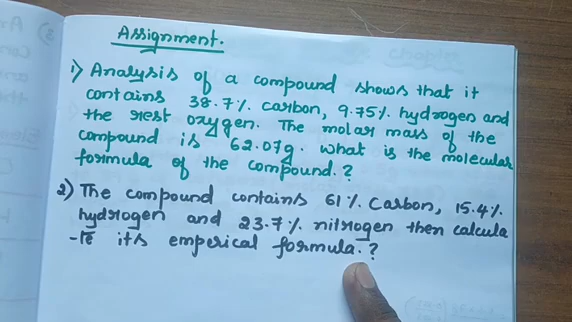 Assignment.
1) Analysis of a compound shows that it
contains 38.7%. carbon, 9.75%. hydrogen and
the rest oxygen. The molar mass of the
compound is 62.07g. what is the molecular
formula of the compound.?
2) The compound contains 61%. Carbon, 15.4%.
hydrogen and 23.7%. nitrogen then calcula
-te its emperical formula.?